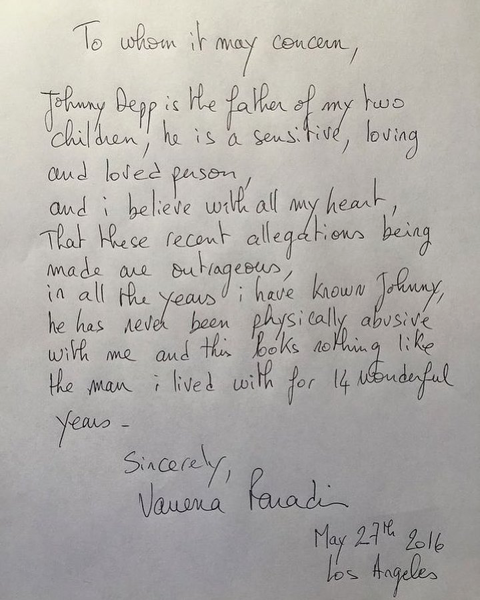 To whom it may concern,
Johnny Depp is the father of my two
children, he is a sensitive, loving
and loved person,
and i believe with all my heart,
That these recent allegations being
made are outrageous,
in all the years i have known Johnny,
he has never been physically abusive
with me and this looks nothing like
the man i lived with for 14 wonderful
years -
Sincerely,
Vanessa Paradis
May 27th 2016
Los Angeles